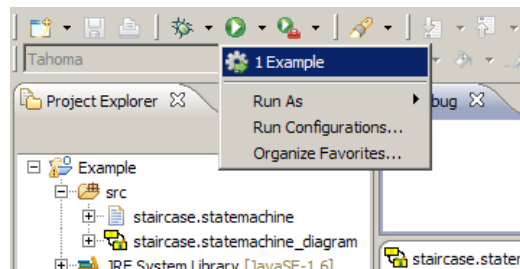 Tahoma
1 Example
Project Explorer
bug
Run As
Run Configurations...
Organize Favorites...
Example
src
staircase.statemachine
staircase.statemachine_diagram
JRE System Library [JavaSE-1.6]
staircase.stater